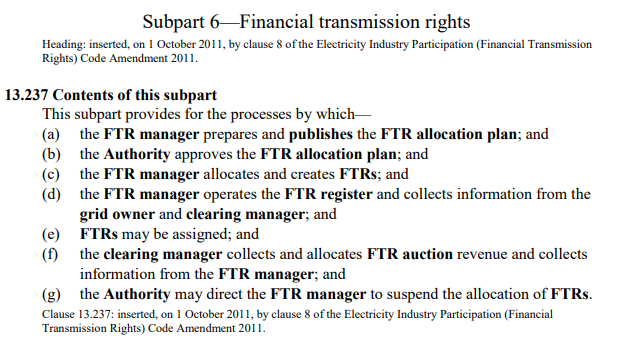 Subpart 6—Financial transmission rights
Heading: inserted, on 1 October 2011, by clause 8 of the Electricity Industry Participation (Financial Transmission
Rights) Code Amendment 2011.
13.237 Contents of this subpart
This subpart provides for the processes by which—
(a) the FTR manager prepares and publishes the FTR allocation plan; and
(b) the Authority approves the FTR allocation plan; and
(c) the FTR manager allocates and creates FTRs; and
(d) the FTR manager operates the FTR register and collects information from the
grid owner and clearing manager; and
(e) FTRs may be assigned; and
(f) the clearing manager collects and allocates FTR auction revenue and collects
information from the FTR manager; and
(g) the Authority may direct the FTR manager to suspend the allocation of FTRs.
Clause 13.237: inserted, on 1 October 2011, by clause 8 of the Electricity Industry Participation (Financial
Transmission Rights) Code Amendment 2011.